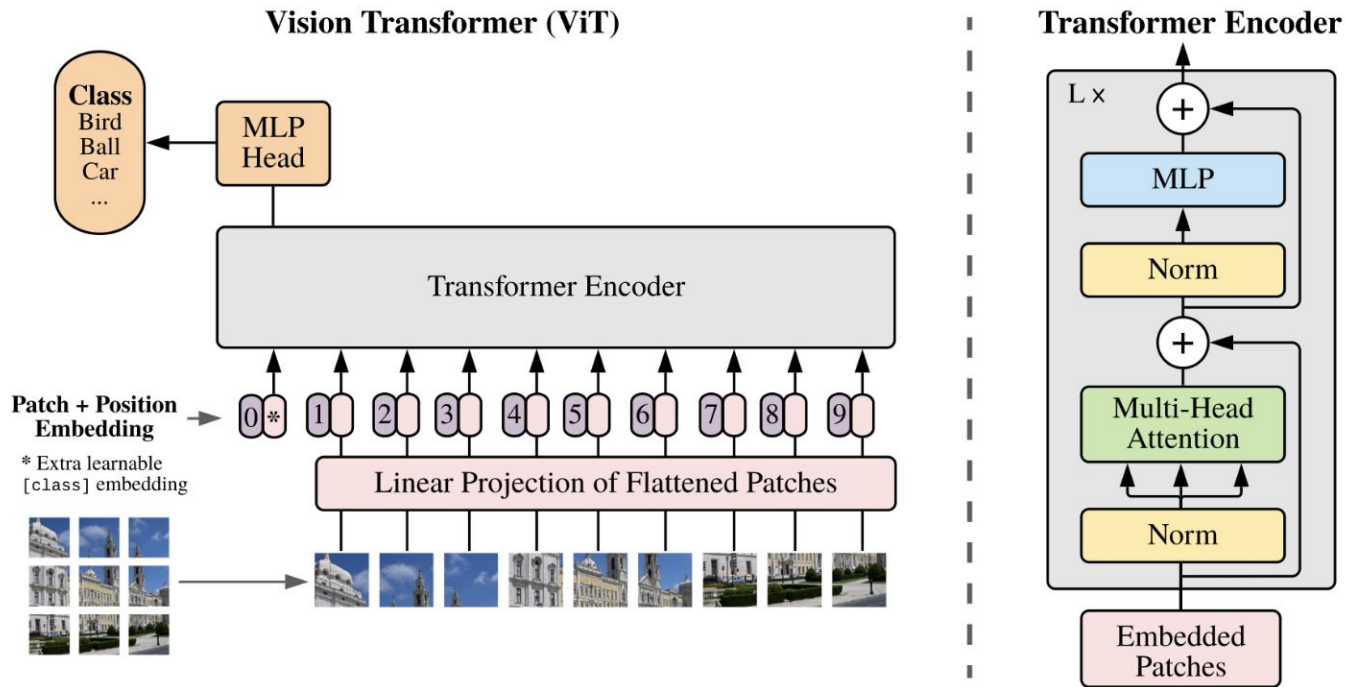 Vision Transformer (ViT)
Class
Bird
Ball
Car
...
MLP
Head
Transformer Encoder
0 * 1 2 3 4 5 6 7 8 9
Patch + Position
Embedding
* Extra learnable
[class] embedding
Linear Projection of Flattened Patches
Transformer Encoder
L ×
+
MLP
Norm
+
Multi-Head
Attention
Norm
Embedded
Patches